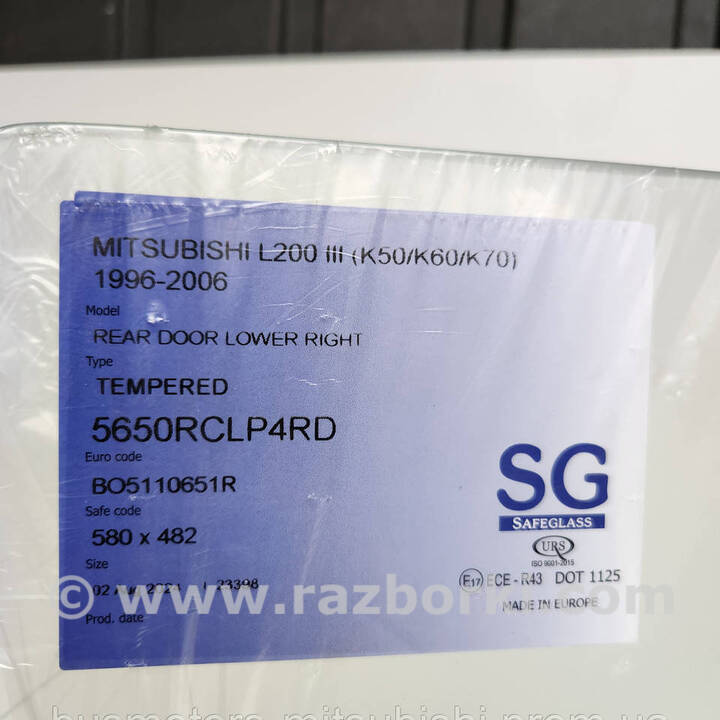 MITSUBISHI L200 III (K50/K60/K70)
1996-2006
Model
REAR DOOR LOWER RIGHT
Type
TEMPERED
5650RCLP4RD
Euro code
BO5110651R
Safe code
580 x 482
Size
02
Prod. date
SG
SAFEGLASS
URS
ISO 9001-2015
E17 ECE - R43 DOT 1125
MADE IN EUROPE